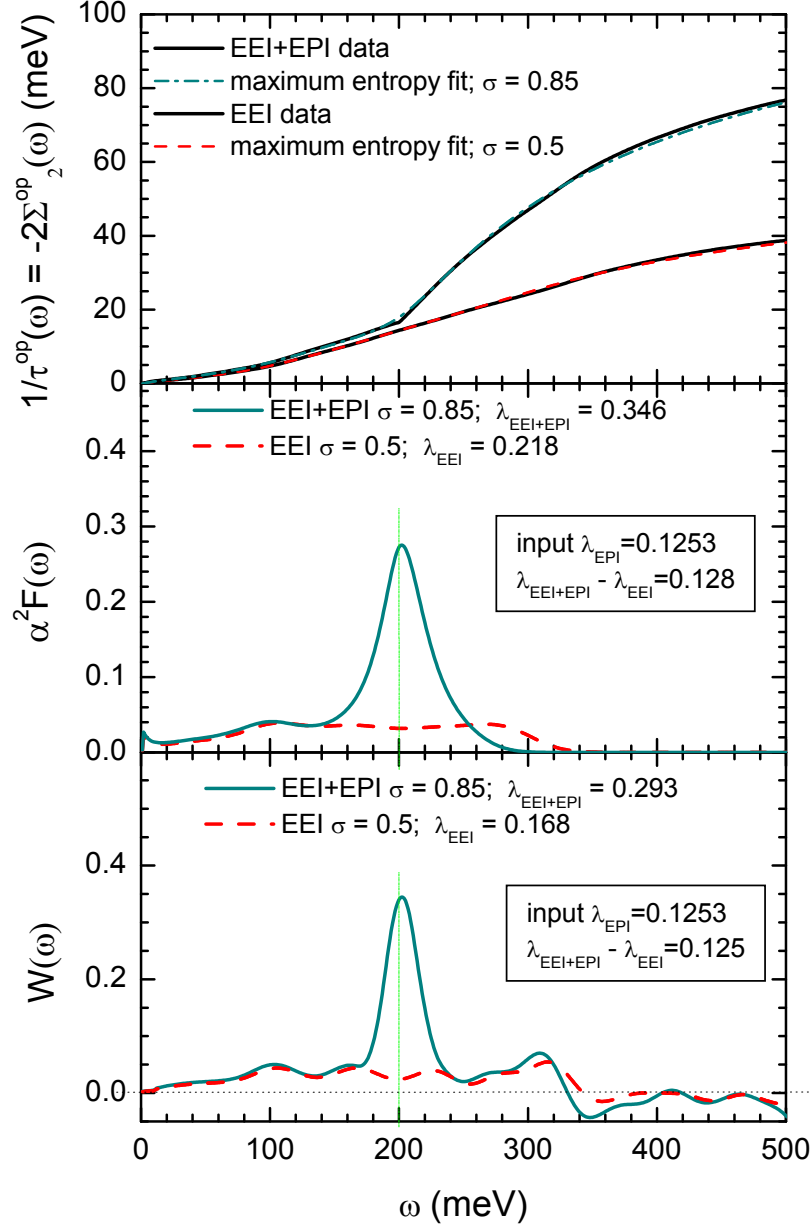 100
80
60
40
20
0
1/τ^op(ω) = -2Σ^op_2(ω) (meV)
EEI+EPI data
maximum entropy fit; σ = 0.85
EEI data
maximum entropy fit; σ = 0.5
0.4
0.3
0.2
0.1
0.0
α²F(ω)
EEI+EPI σ = 0.85; λ_EEI+EPI = 0.346
EEI σ = 0.5; λ_EEI = 0.218
input λ_EPI=0.1253
λ_EEI+EPI - λ_EEI=0.128
0.4
0.2
0.0
W(ω)
EEI+EPI σ = 0.85; λ_EEI+EPI = 0.293
EEI σ = 0.5; λ_EEI = 0.168
input λ_EPI=0.1253
λ_EEI+EPI - λ_EEI=0.125
0 100 200 300 400 500
ω (meV)